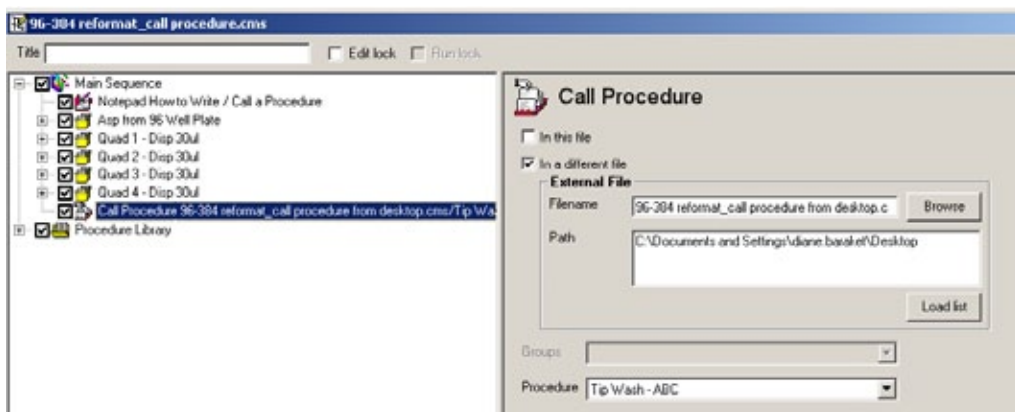 96-384 reformat_call procedure.cms
Title
Edit lock
Run lock
Main Sequence
Notepad How to Write / Call a Procedure
Asp from 96 Well Plate
Quad 1 - Disp 30ul
Quad 2 - Disp 30ul
Quad 3 - Disp 30ul
Quad 4 - Disp 30ul
Call Procedure 96-384 reformat_call procedure from desktop.cms/Tip Wa
Procedure Library
Call Procedure
In this file
In a different file
External File
Filename
96-384 reformat_call procedure from desktop.c
Browse
Path
C:\Documents and Settings\diane.baraket\Desktop
Load list
Groups
Procedure
Tip Wash - ABC